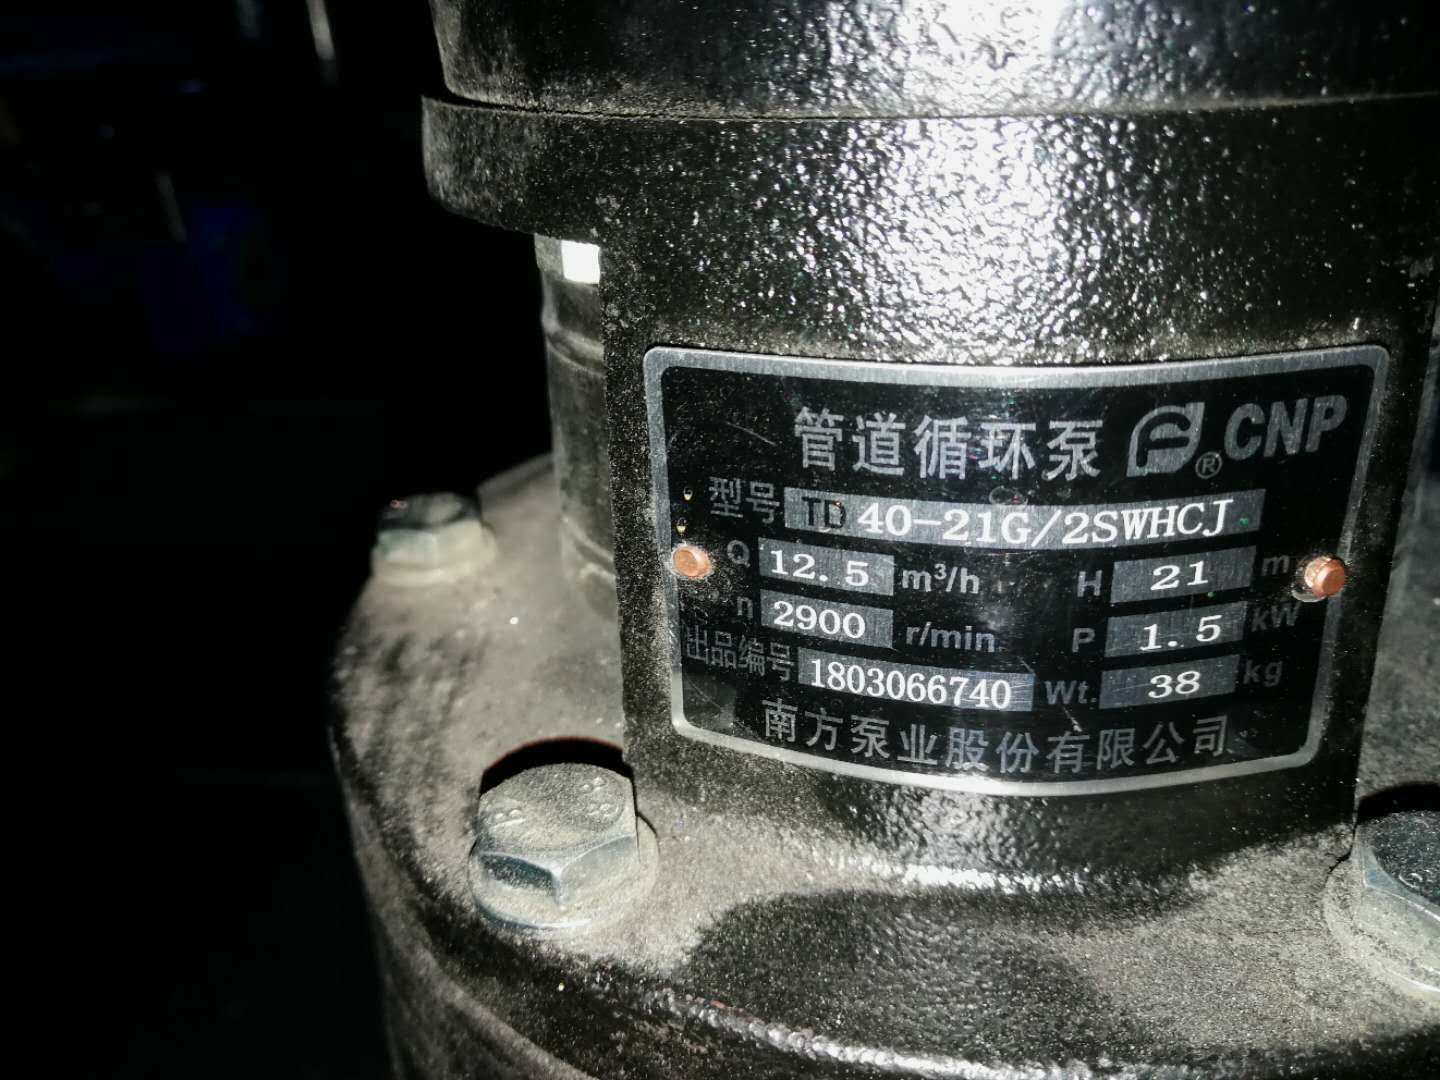 管道循环泵 ® CNP
型号 TD 40-21G/2SWHCJ
Q 12.5 m³/h H 21 m
n 2900 r/min P 1.5 kW
出品编号 1803066740 Wt. 38 kg
南方泵业股份有限公司
8.8